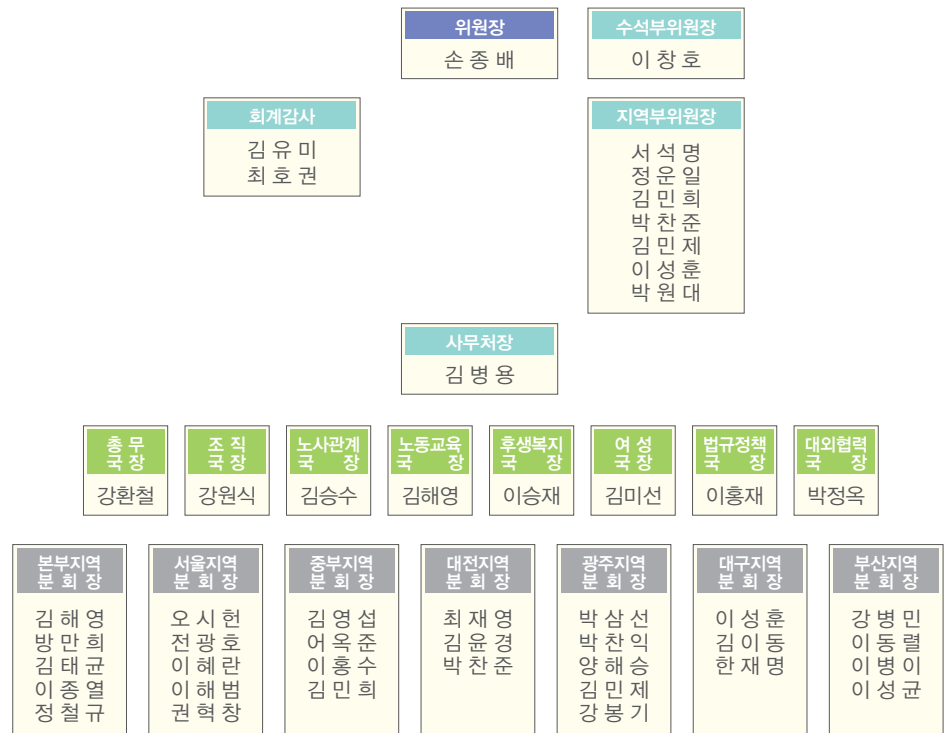 위원장
손 종 배
수석부위원장
이 창 호
회계감사
김 유 미
최 호 권
지역부위원장
서 석 명
정 운 일
김 민 희
박 찬 준
김 민 제
이 성 훈
박 원 대
사무처장
김 병 용
총 무
국 장
강환철
조 직
국 장
강원식
노사관계
국 장
김승수
노동교육
국 장
김해영
후생복지
국 장
이승재
여 성
국 장
김미선
법규정책
국 장
이홍재
대외협력
국 장
박정옥
본부지역
분 회 장
김 해 영
방 만 희
김 태 균
이 종 열
정 철 규
서울지역
분 회 장
오 시 헌
전 광 호
이 혜 란
이 해 범
권 혁 창
중부지역
분 회 장
김 영 섭
어 옥 준
이 홍 수
김 민 희
대전지역
분 회 장
최 재 영
김 윤 경
박 찬 준
광주지역
분 회 장
박 삼 선
박 찬 익
양 해 승
김 민 제
강 봉 기
대구지역
분 회 장
이 성 훈
김 이 동
한 재 명
부산지역
분 회 장
강 병 민
이 동 렬
이 병 이
이 성 균